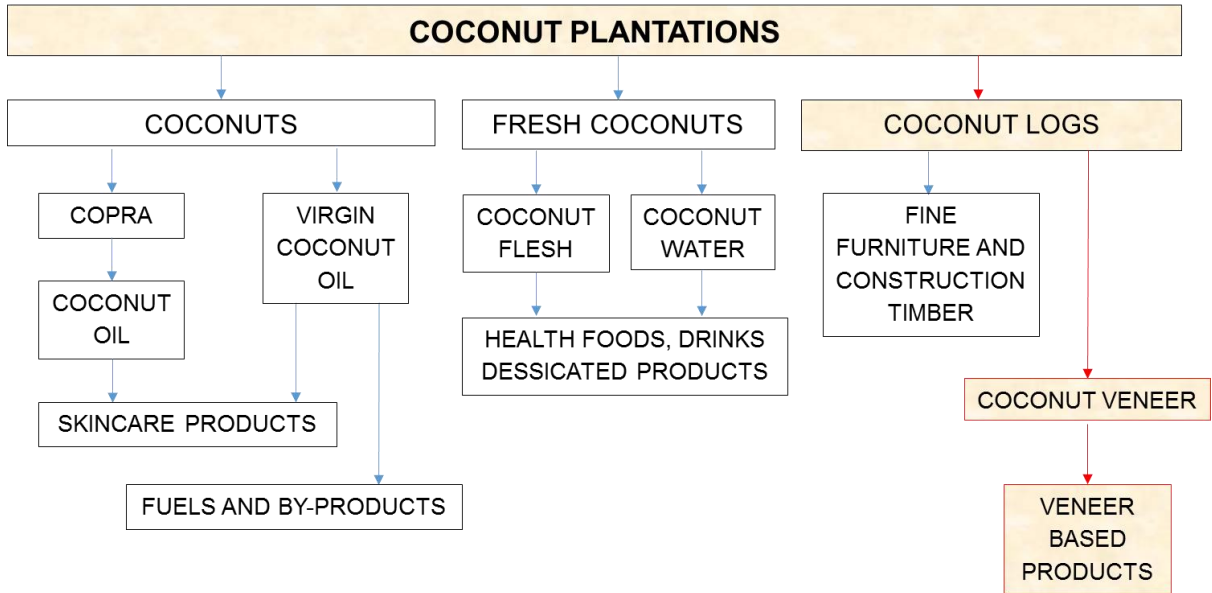 COCONUT PLANTATIONS
COCONUTS
FRESH COCONUTS
COCONUT LOGS
COPRA
VIRGIN
COCONUT
OIL
COCONUT
FLESH
COCONUT
WATER
FINE
FURNITURE AND
CONSTRUCTION
TIMBER
COCONUT
OIL
HEALTH FOODS, DRINKS
DESSICATED PRODUCTS
SKINCARE PRODUCTS
COCONUT VENEER
FUELS AND BY-PRODUCTS
VENEER
BASED
PRODUCTS